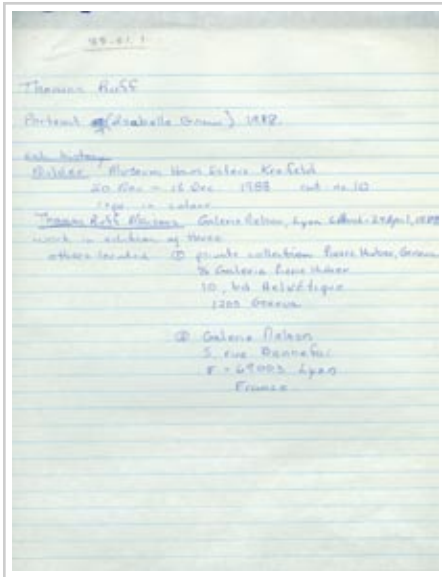 Thomas Ruff
Portrait (Isabelle Graw) 1988
exh. history
Bilder Museum Haus Esters Krefeld
20 Nov - 15 Dec 1988 cat. no. 10
repr. in colour
Thomas Ruff Galerie Nelson, Lyon April, 1989
work in edition of three
others located ① private collection Pierre Huber, Geneva
% Galerie Pierre Huber
10, bd Helvétique
1205 Geneva
② Galerie Nelson
5, rue
F - 69003 Lyon
France